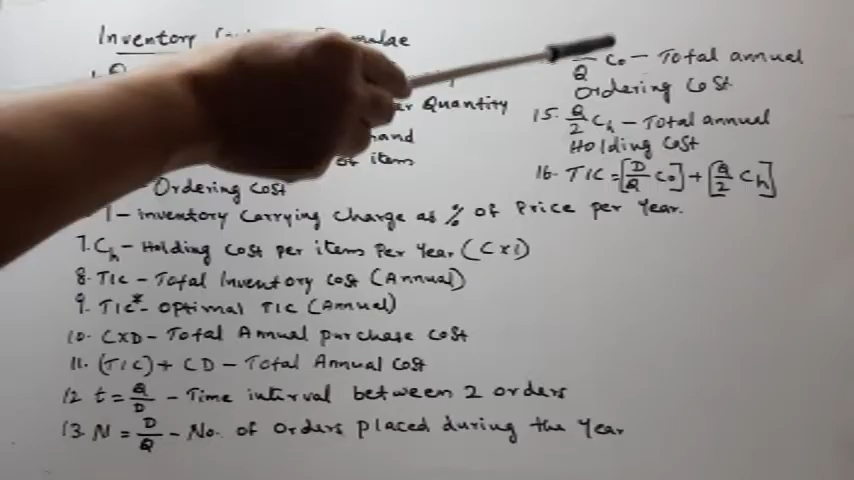 Inventory
Q
Quantity
of item
Ordering Cost
I - inventory Carrying Charge as % of Price per Year.
7. Ch - Holding Cost per items Per Year (C x i)
8. TIC - Total Inventory Cost (Annual)
9. TIC* - Optimal TIC (Annual)
10. C x D - Total Annual purchase Cost
11. (TIC) + CD - Total Annual Cost
12. t = Q/D - Time interval between 2 orders
13. N = D/Q - No. of orders placed during the Year
/Q Co - Total annual
Ordering Cost
15. Q/2 Ch - Total annual
Holding Cost
16. TIC = [D/Q Co] + [Q/2 Ch]